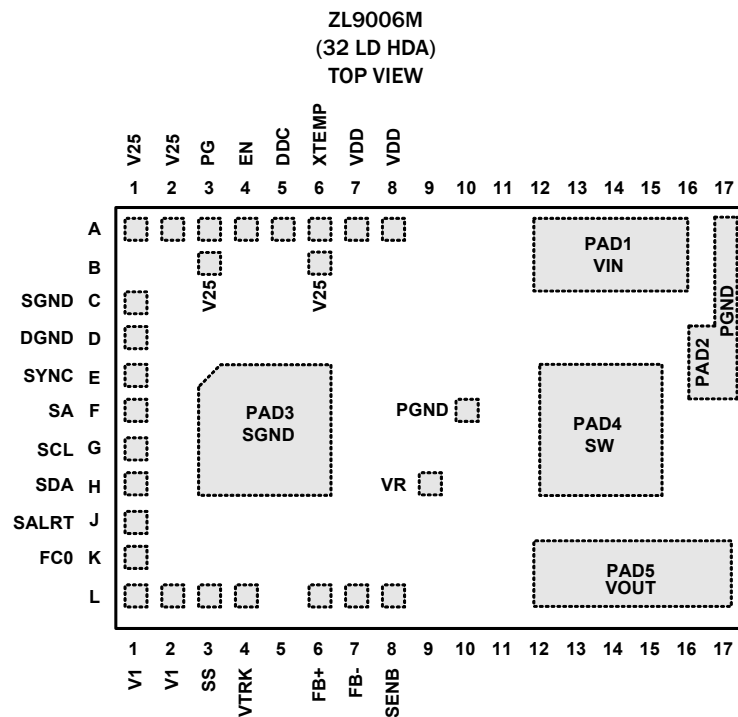 ZL9006M
(32 LD HDA)
TOP VIEW
V25 V25 PG EN DDC XTEMP VDD VDD
1 2 3 4 5 6 7 8 9 10 11 12 13 14 15 16 17
A
PAD1
VIN
B
V25 V25
PGND
SGND C
DGND D
PAD2
SYNC E
SA F
PAD3
SGND
PGND
PAD4
SW
SCL G
SDA H
VR
SALRT J
FC0 K
PAD5
VOUT
L
1 2 3 4 5 6 7 8 9 10 11 12 13 14 15 16 17
V1 V1 SS VTRK FB+ FB- SENB